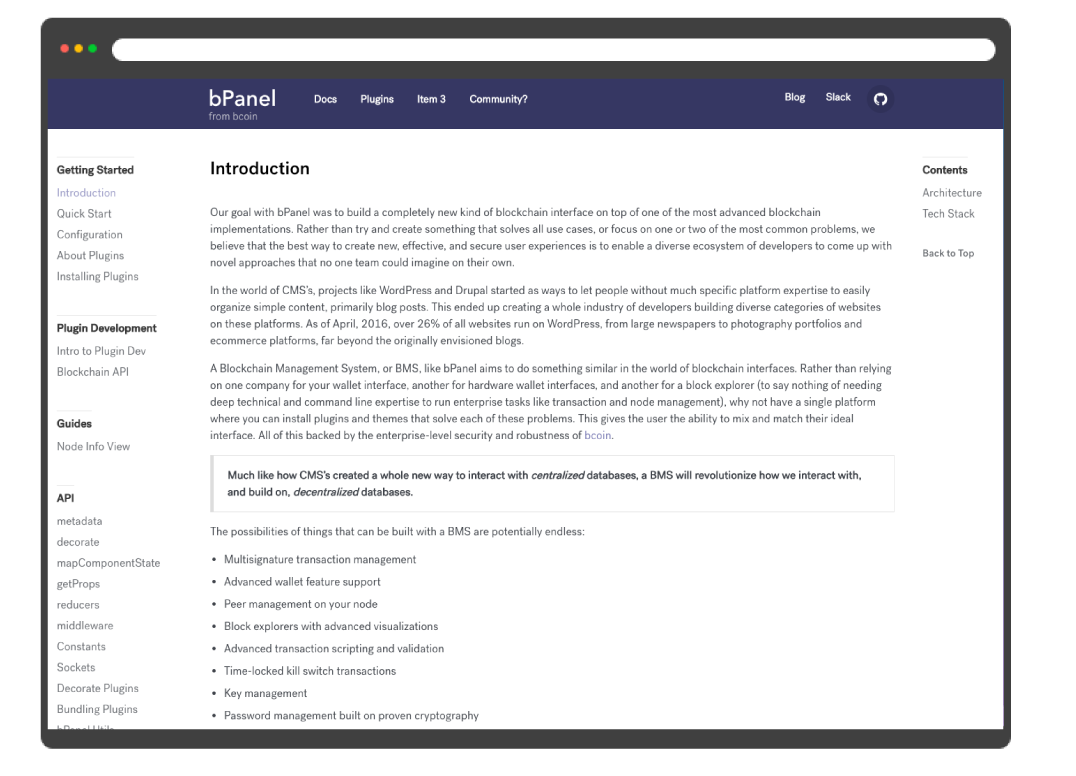 bPanel
from bcoin
Docs
Plugins
Item 3
Community?
Blog
Slack
Getting Started
Introduction
Quick Start
Configuration
About Plugins
Installing Plugins
Plugin Development
Intro to Plugin Dev
Blockchain API
Guides
Node Info View
API
metadata
decorate
mapComponentState
getProps
reducers
middleware
Constants
Sockets
Decorate Plugins
Bundling Plugins
bPanel Utils
Introduction
Our goal with bPanel was to build a completely new kind of blockchain interface on top of one of the most advanced blockchain
implementations. Rather than try and create something that solves all use cases, or focus on one or two of the most common problems, we
believe that the best way to create new, effective, and secure user experiences is to enable a diverse ecosystem of developers to come up with
novel approaches that no one team could imagine on their own.
In the world of CMS's, projects like WordPress and Drupal started as ways to let people without much specific platform expertise to easily
organize simple content, primarily blog posts. This ended up creating a whole industry of developers building diverse categories of websites
on these platforms. As of April, 2016, over 26% of all websites run on WordPress, from large newspapers to photography portfolios and
ecommerce platforms, far beyond the originally envisioned blogs.
A Blockchain Management System, or BMS, like bPanel aims to do something similar in the world of blockchain interfaces. Rather than relying
on one company for your wallet interface, another for hardware wallet interfaces, and another for a block explorer (to say nothing of needing
deep technical and command line expertise to run enterprise tasks like transaction and node management), why not have a single platform
where you can install plugins and themes that solve each of these problems. This gives the user the ability to mix and match their ideal
interface. All of this backed by the enterprise-level security and robustness of bcoin.
Much like how CMS's created a whole new way to interact with centralized databases, a BMS will revolutionize how we interact with,
and build on, decentralized databases.
The possibilities of things that can be built with a BMS are potentially endless:
• Multisignature transaction management
• Advanced wallet feature support
• Peer management on your node
• Block explorers with advanced visualizations
• Advanced transaction scripting and validation
• Time-locked kill switch transactions
• Key management
• Password management built on proven cryptography
Contents
Architecture
Tech Stack
Back to Top